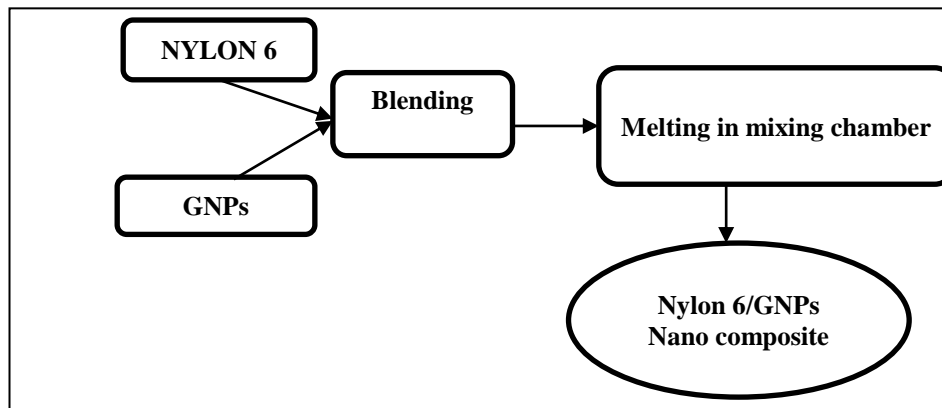 NYLON 6
Blending
Melting in mixing chamber
GNPs
Nylon 6/GNPs
Nano composite